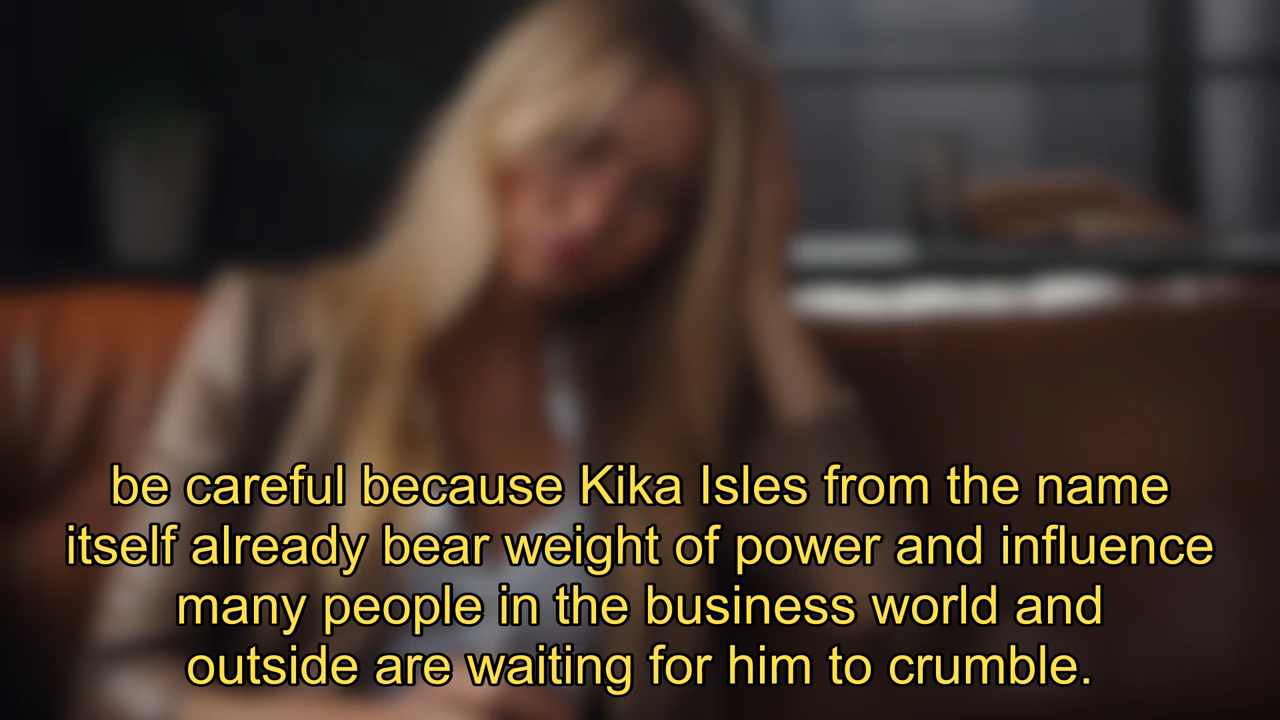 be careful because Kika Isles from the name
itself already bear weight of power and influence
many people in the business world and
outside are waiting for him to crumble.